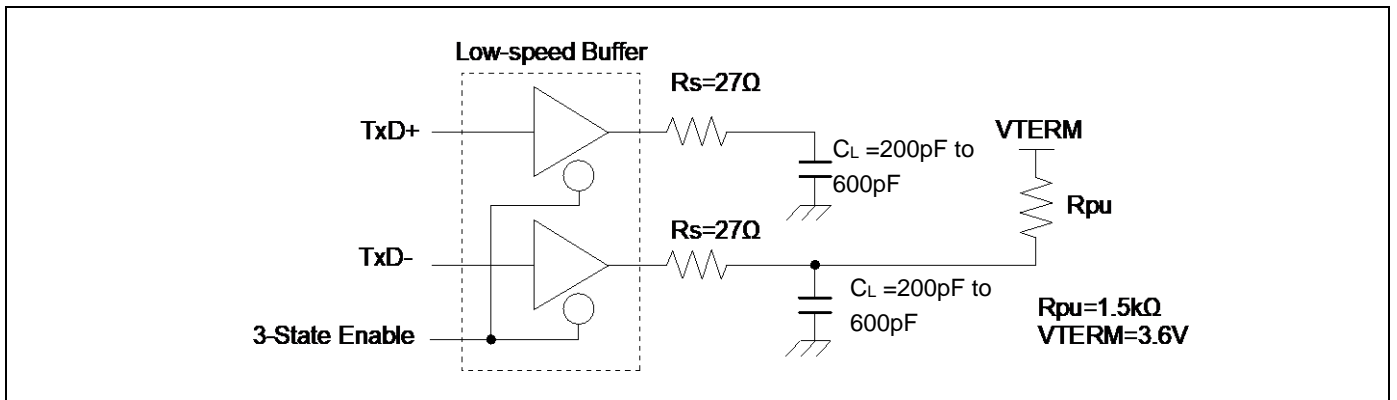 Low-speed Buffer
Rs=27Ω
TxD+
VTERM
CL =200pF to
600pF
Rpu
Rs=27Ω
TxD-
CL =200pF to
600pF
Rpu=1.5kΩ
VTERM=3.6V
3-State Enable